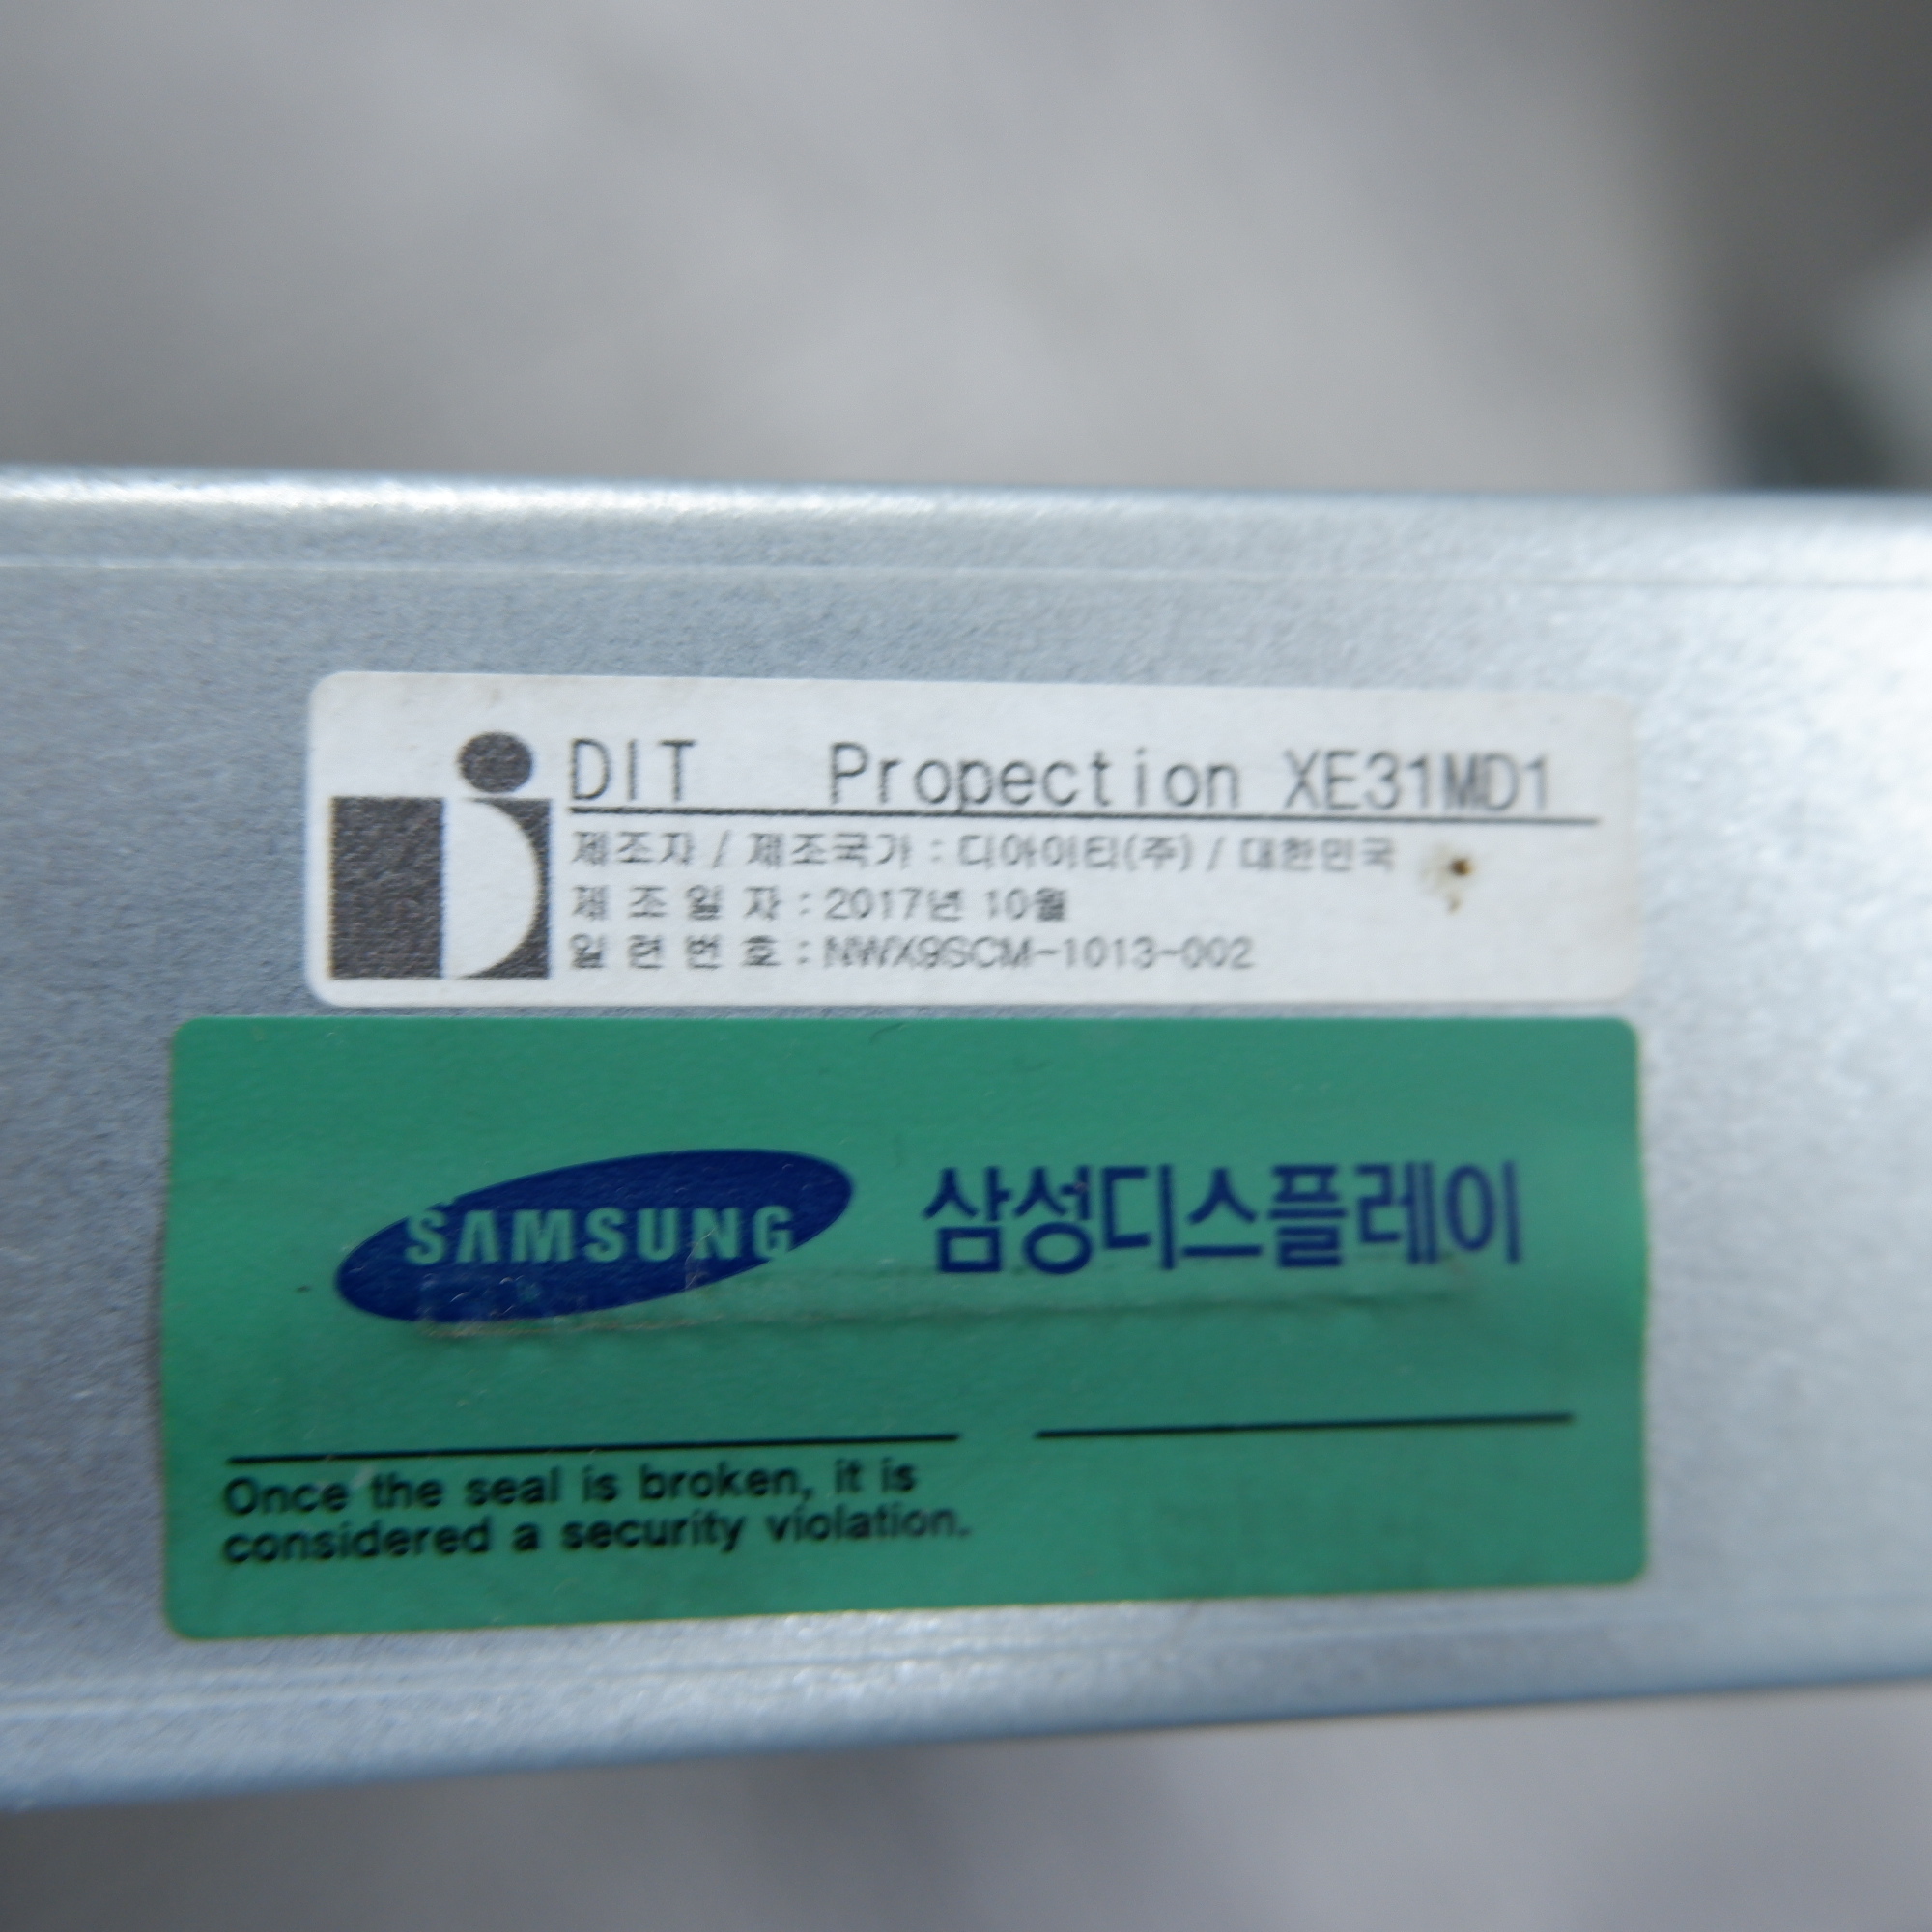 DIT Propection XE31MD1
제조자 / 제조국가 : 디아이티(주) / 대한민국
제 조 일 자 : 2017년 10월
일 련 번 호 : NWX9SCM-1013-002
SAMSUNG 삼성디스플레이
Once the seal is broken, it is
considered a security violation.